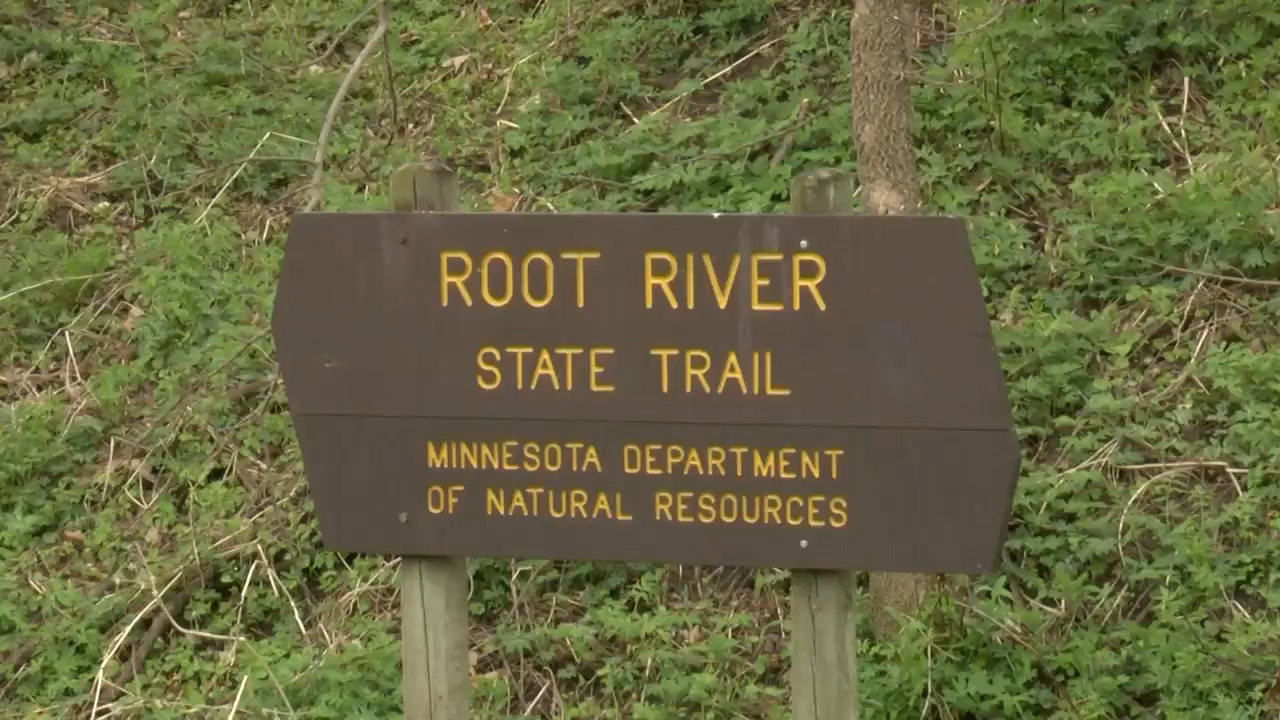 ROOT RIVER
STATE TRAIL
MINNESOTA DEPARTMENT
OF NATURAL RESOURCES